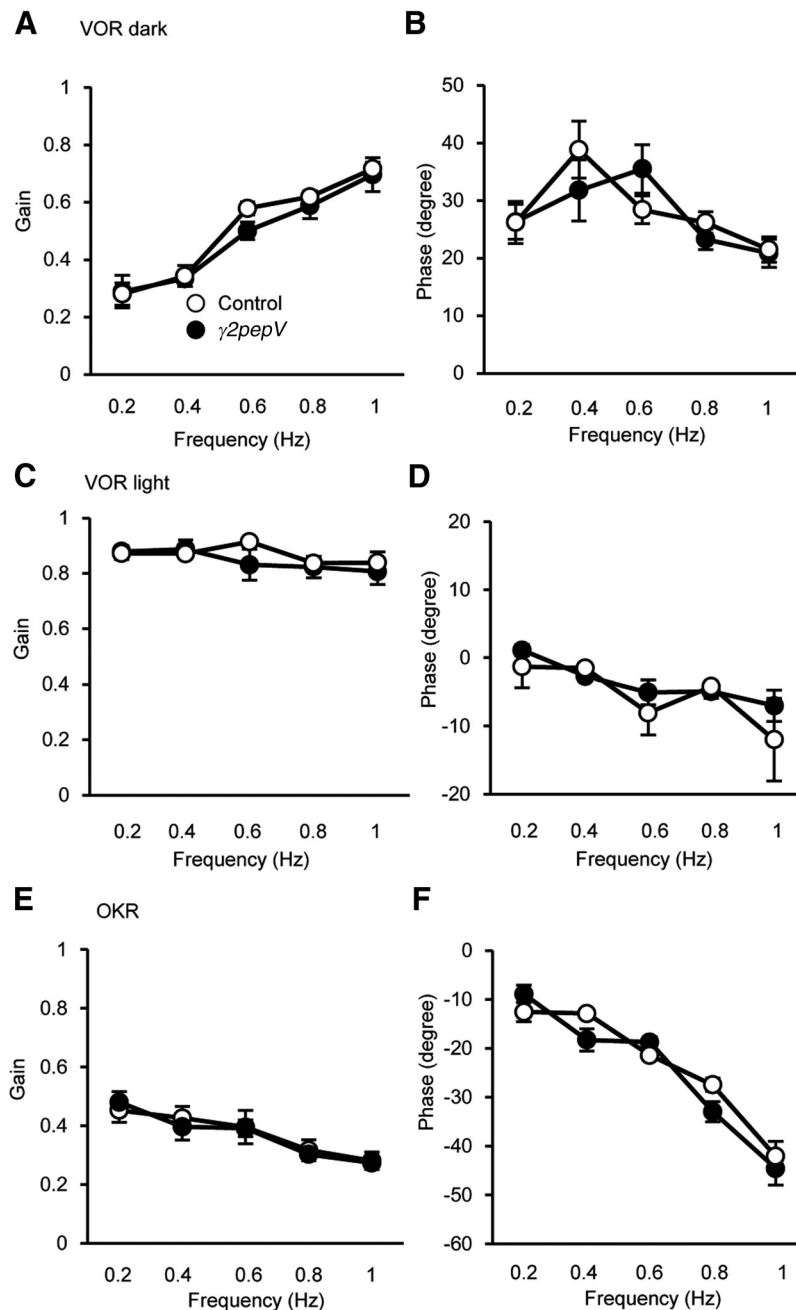 A VOR dark
B
1
0.8
0.6
0.4
0.2
0
Gain
Control
γ2pepV
0.2 0.4 0.6 0.8 1
Frequency (Hz)
50
40
30
20
10
0
Phase (degree)
0.2 0.4 0.6 0.8 1
Frequency (Hz)
C VOR light
D
1
0.8
0.6
0.4
0.2
0
Gain
0.2 0.4 0.6 0.8 1
Frequency (Hz)
20
10
0
-10
-20
Phase (degree)
0.2 0.4 0.6 0.8 1
Frequency (Hz)
E OKR
F
1
0.8
0.6
0.4
0.2
0
Gain
0.2 0.4 0.6 0.8 1
Frequency (Hz)
0
-10
-20
-30
-40
-50
-60
Phase (degree)
0.2 0.4 0.6 0.8 1
Frequency (Hz)